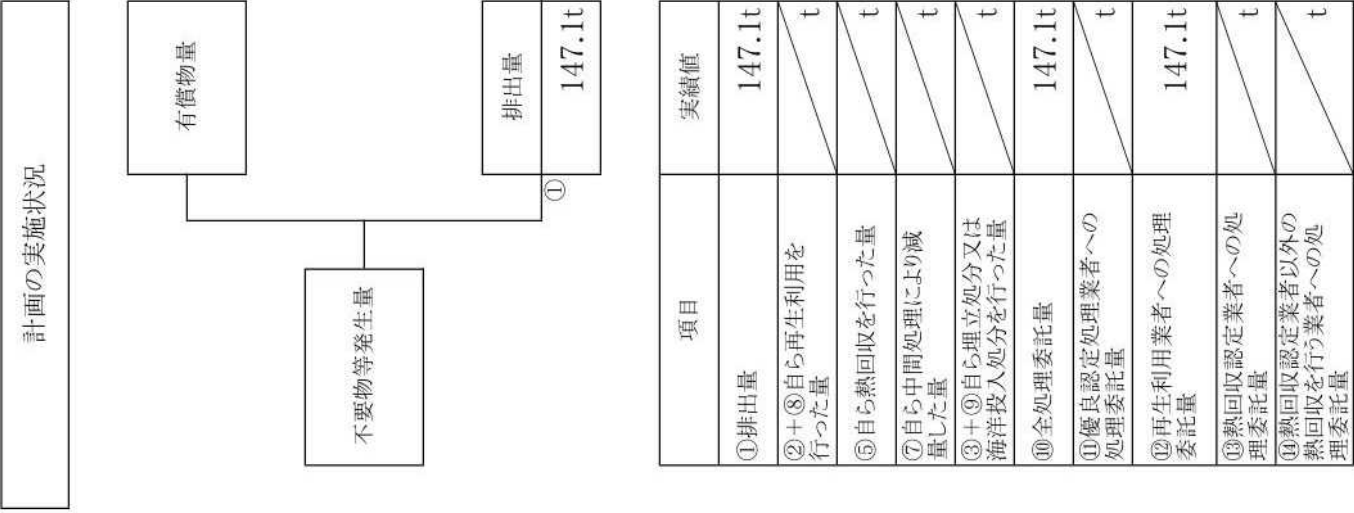 計画の実施状況
有償物量
不要物等発生量
排出量
147.1t
①
項目
実績値
①排出量
147.1t
②+⑧自ら再生利用を
行った量
t
⑤自ら熱回収を行った量
t
⑦自ら中間処理により減
量した量
t
③+⑨自ら埋立処分又は
海洋投入処分を行った量
t
⑩全処理委託量
147.1t
⑪優良認定処理業者への
処理委託量
t
⑫再生利用業者への処理
委託量
147.1t
⑬熱回収認定業者への処
理委託量
t
⑭熱回収認定業者以外の
熱回収を行う業者への処
理委託量
t